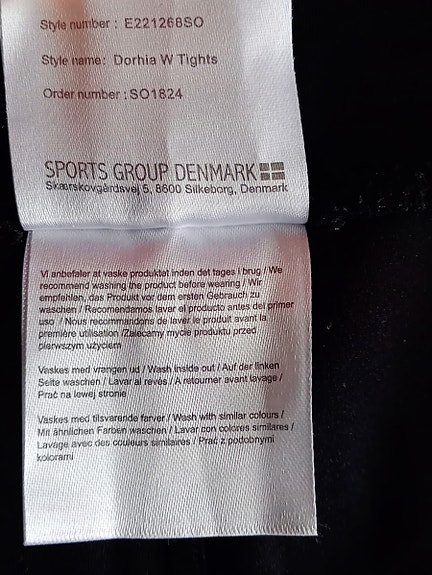 Style number : E221268SO
Style name: Dorhia W Tights
Order number : SO1824
SPORTS GROUP DENMARK
Skærskovgårdsvej 5, 8600 Silkeborg, Denmark
Vi anbefaler at vaske produktet inden det tages i brug / We
recommend washing the product before wearing / Wir
empfehlen, das Produkt vor dem ersten Gebrauch zu
waschen / Recomendamos lavar el producto antes del primer
uso / Nous recommandons de laver le produit avant la
première utilisation /Zalecamy mycie produktu przed
pierwszym użyciem
Vaskes med vrangen ud / Wash inside out / Auf der linken
Seite waschen / Lavar al revés / A retourner avant lavage /
Prać na lewej stronie
Vaskes med tilsvarende farver / Wash with similar colours /
Mit ähnlichen Farben waschen / Lavar con colores similares /
Lavage avec des couleurs similaires / Prać z podobnymi
kolorami